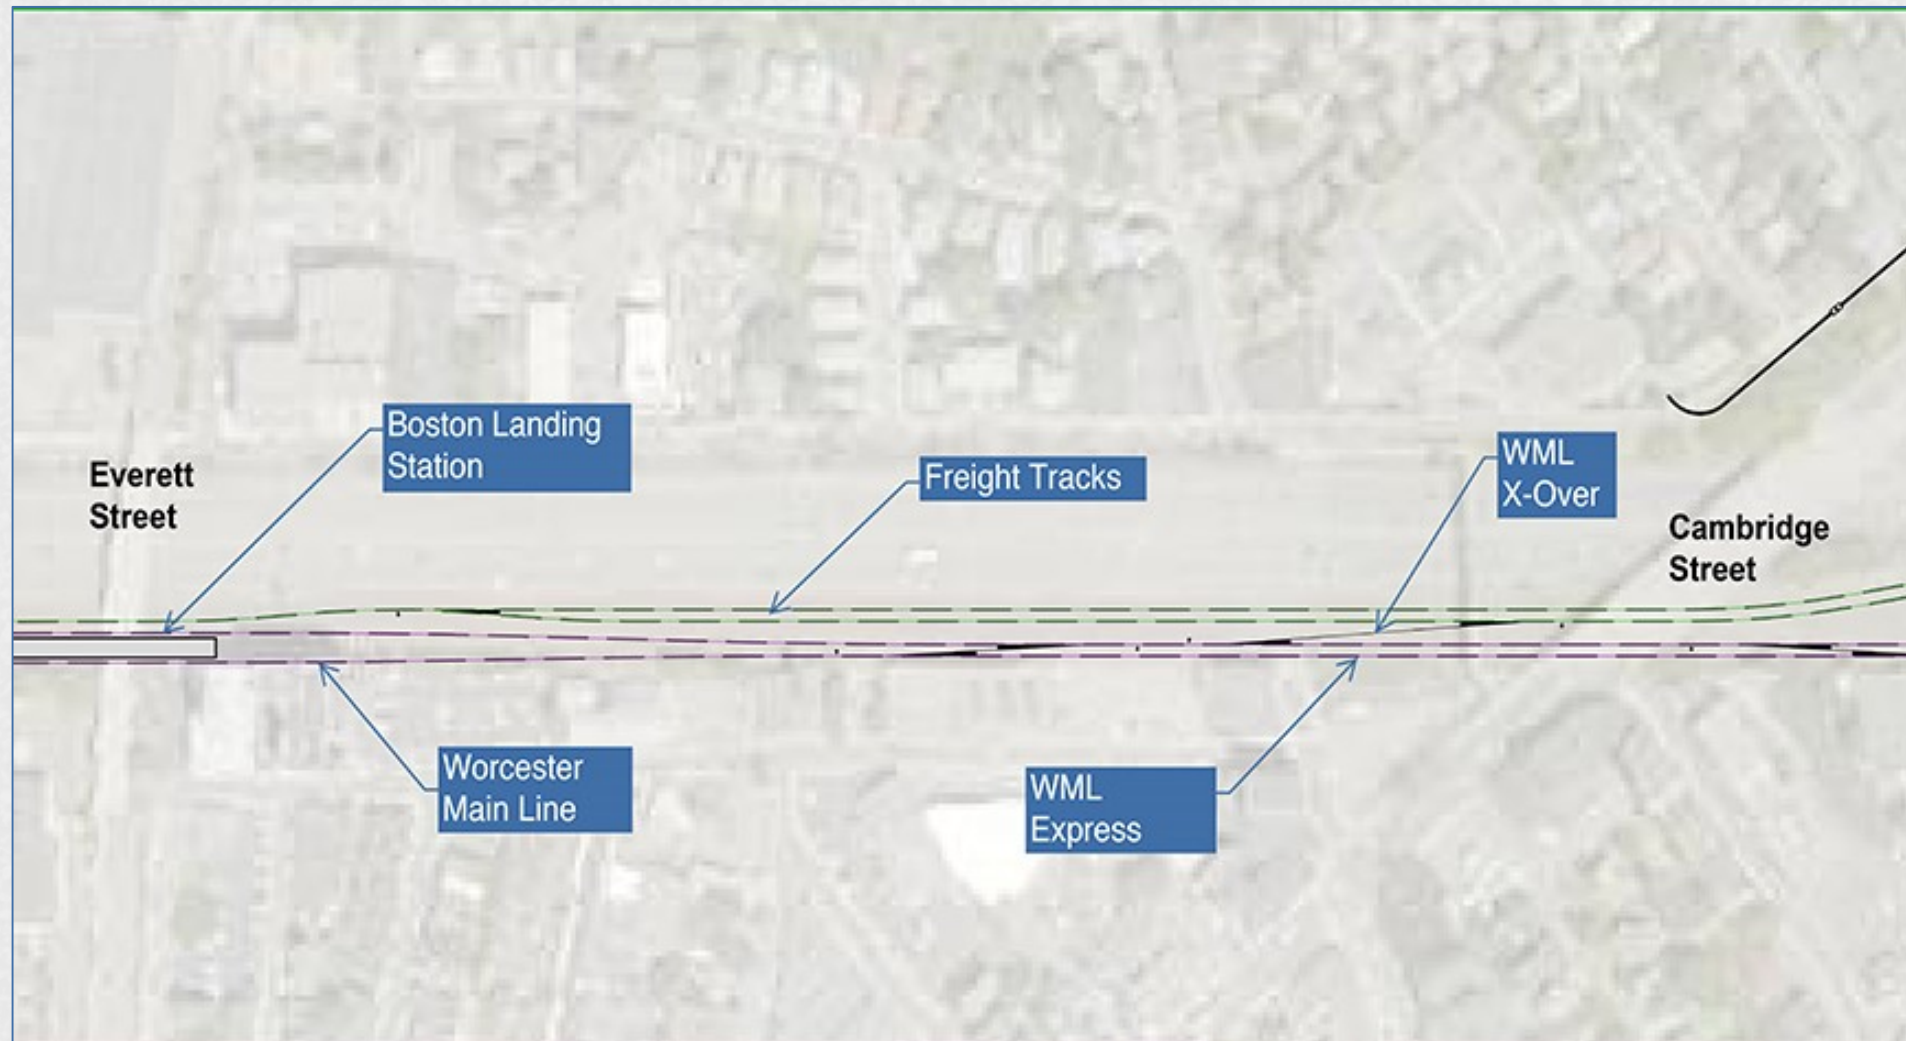 Boston Landing
Station
Everett
Street
Freight Tracks
WML
X-Over
Cambridge
Street
Worcester
Main Line
WML
Express